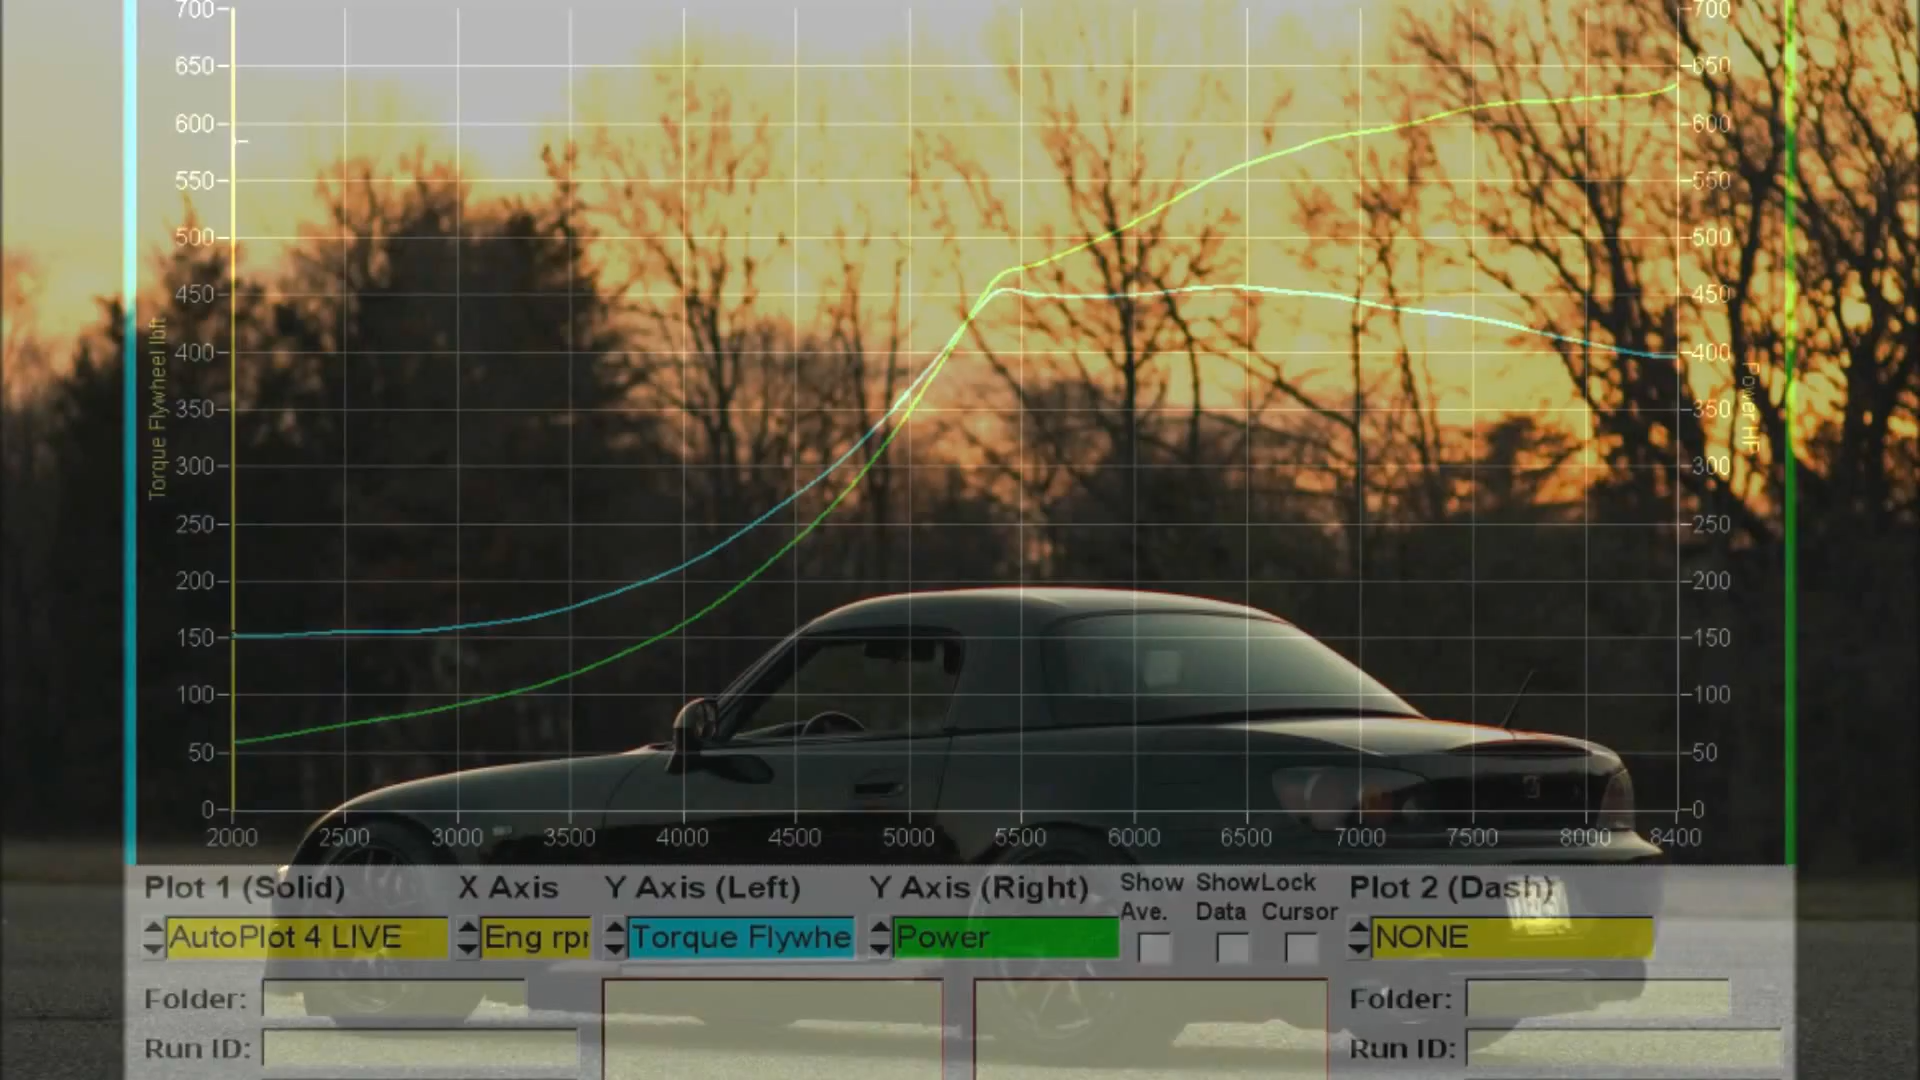 700 700
650 650
600 600
550 550
500 500
450 450
400 400
350 350
300 300
250 250
200 200
150 150
100 100
50 50
0 0
Torque Flywheel lbft
Power HP
2000 2500 3000 3500 4000 4500 5000 5500 6000 6500 7000 7500 8000 8400
Plot 1 (Solid) X Axis Y Axis (Left) Y Axis (Right) Show Ave. Show Data Lock Cursor Plot 2 (Dash)
AutoPlot 4 LIVE Eng rpr Torque Flywhe Power NONE
Folder: Folder:
Run ID: Run ID: